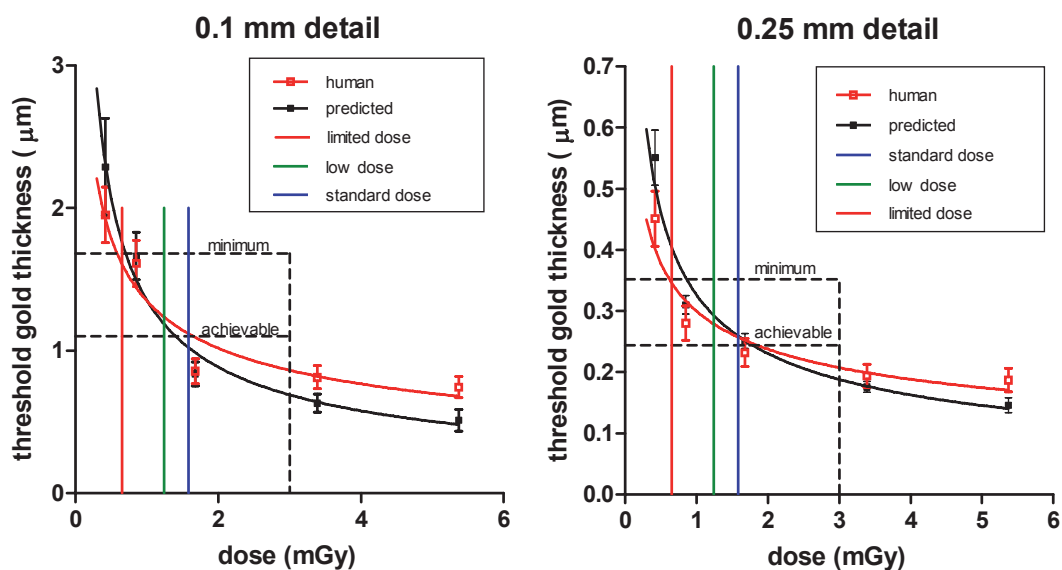 0.1 mm detail
threshold gold thickness ( μm)
3
2
1
0
0
2
4
6
dose (mGy)
human
predicted
limited dose
low dose
standard dose
minimum
achievable
0.25 mm detail
threshold gold thickness ( μm)
0.7
0.6
0.5
0.4
0.3
0.2
0.1
0.0
0
1
2
3
4
5
6
dose (mGy)
human
predicted
standard dose
low dose
limited dose
minimum
achievable